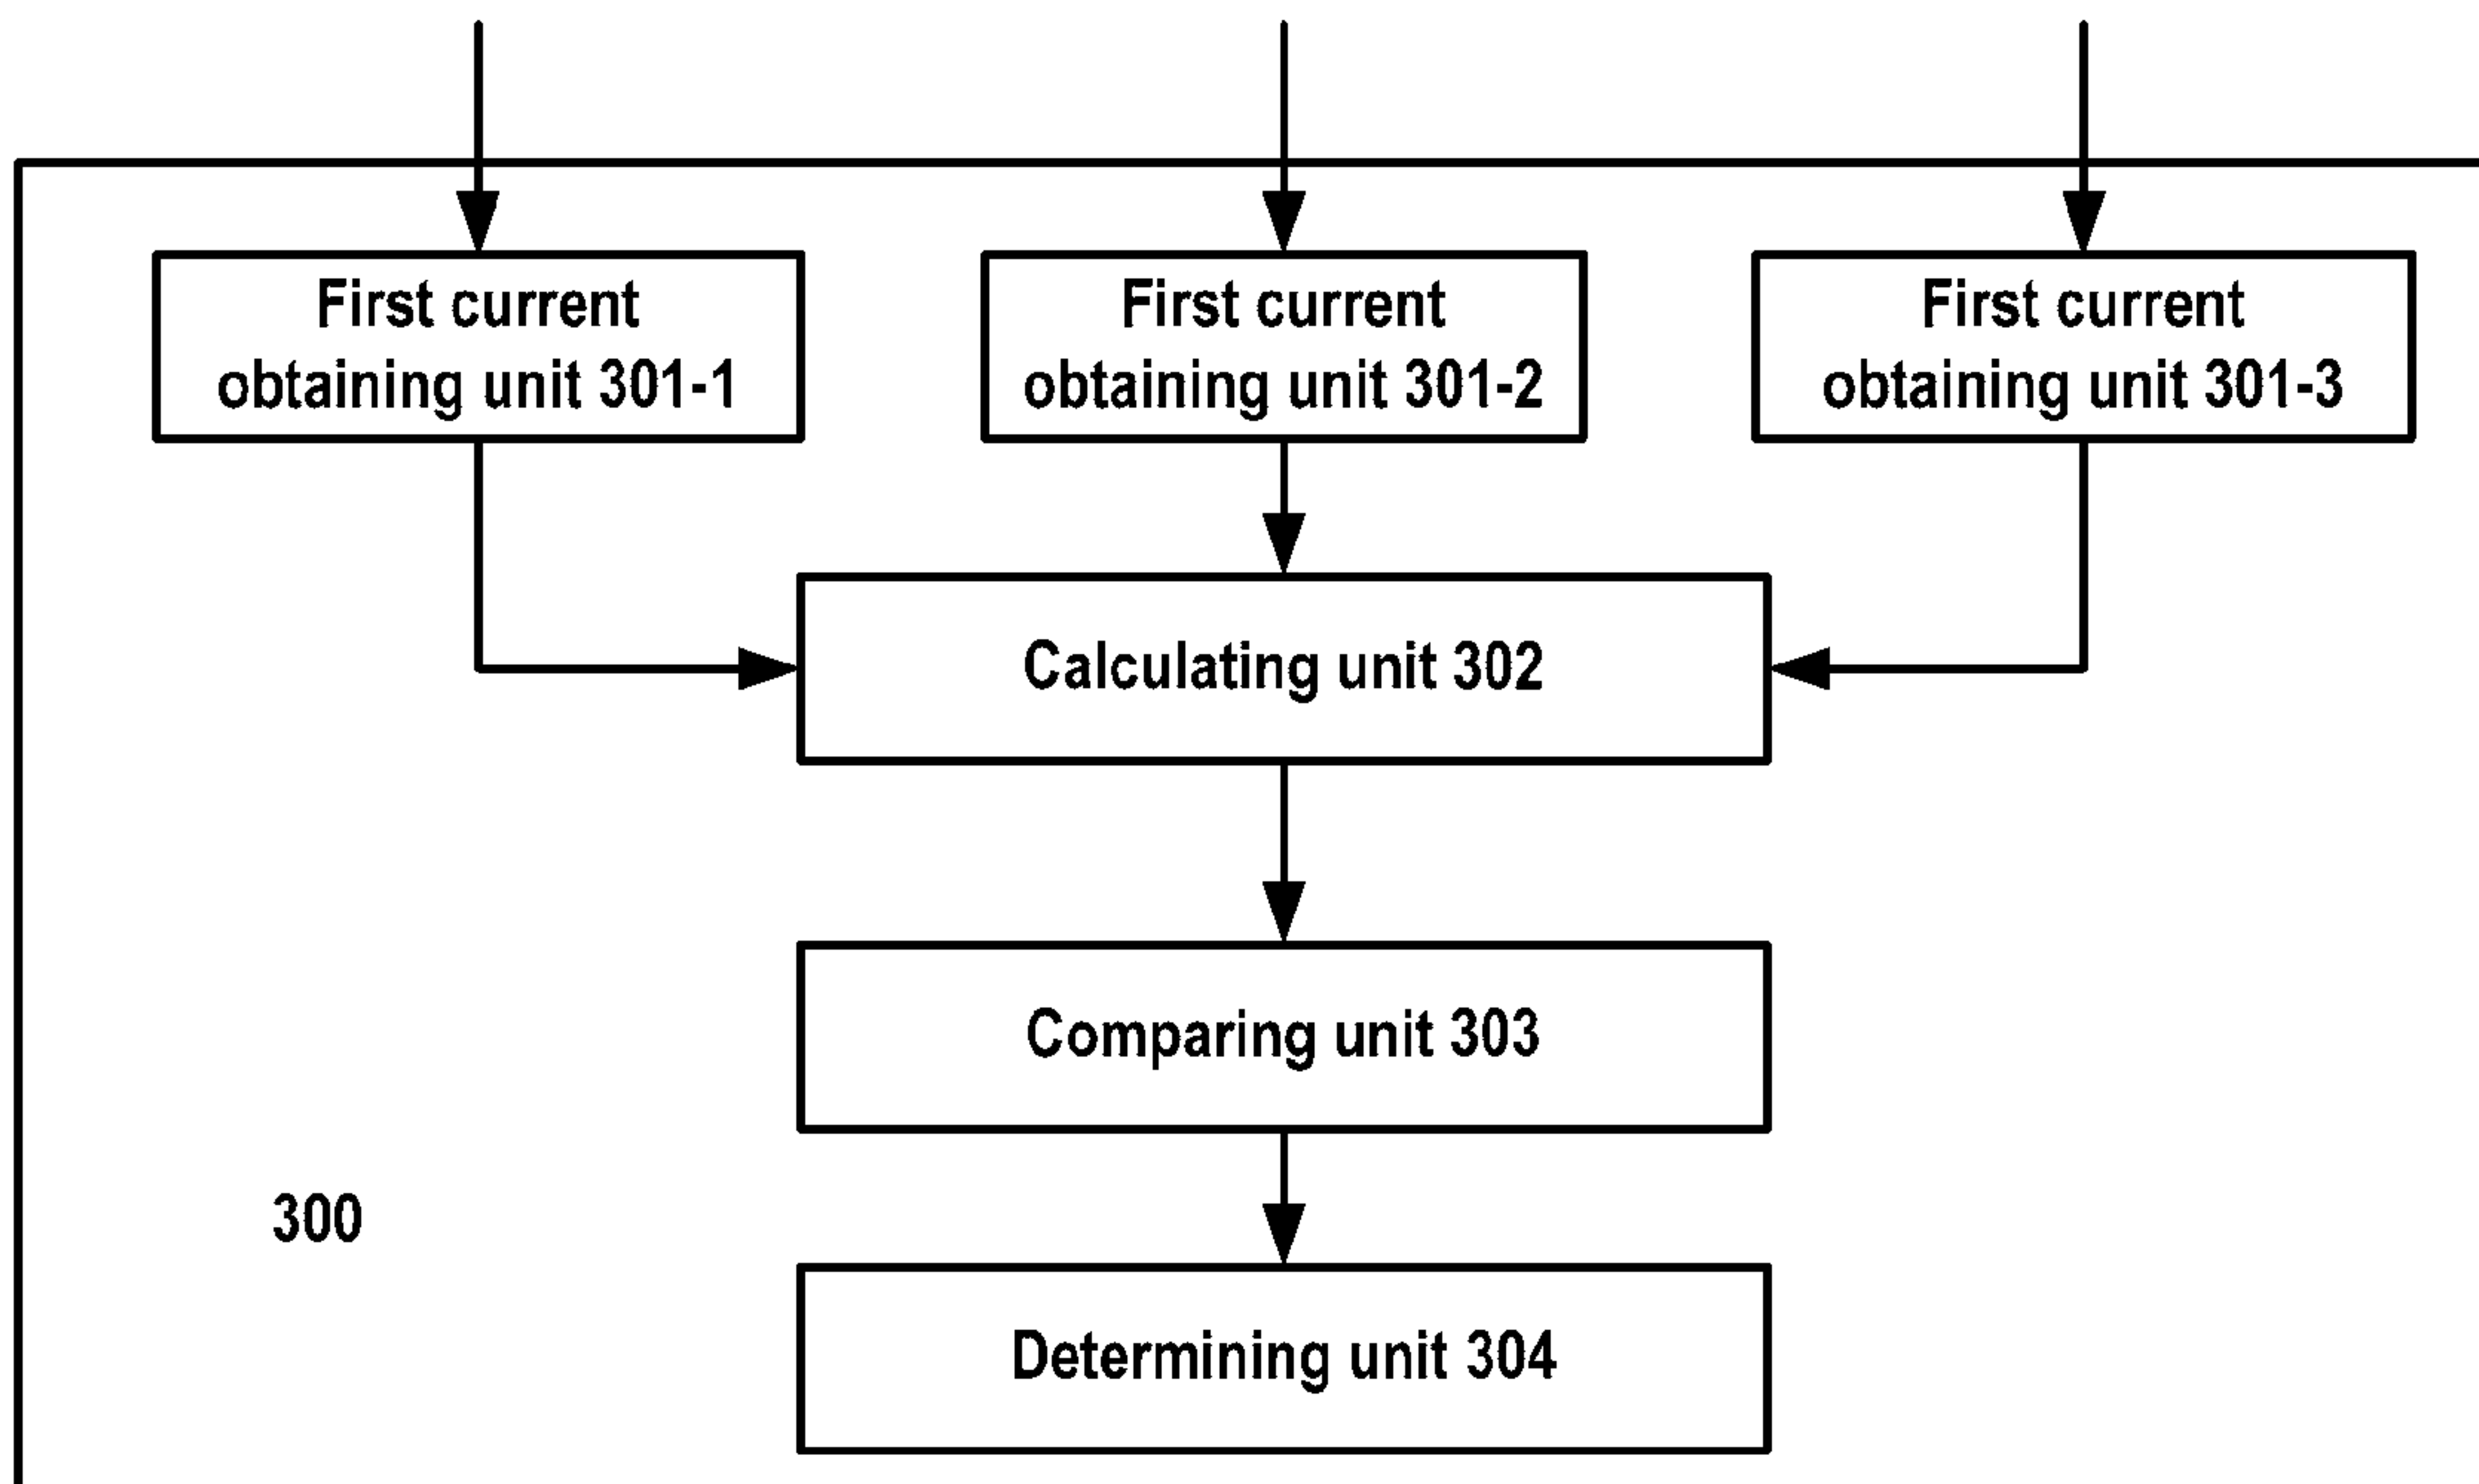 First current
obtaining unit 301-1
First current
obtaining unit 301-2
First current
obtaining unit 301-3
Calculating unit 302
Comparing unit 303
300
Determining unit 304